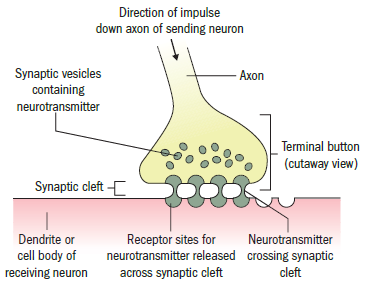 Direction of impulse
down axon of sending neuron
Synaptic vesicles
containing
neurotransmitter
Axon
Terminal button
(cutaway view)
Synaptic cleft
Dendrite or
cell body of
receiving neuron
Receptor sites for
neurotransmitter released
across synaptic cleft
Neurotransmitter
crossing synaptic
cleft